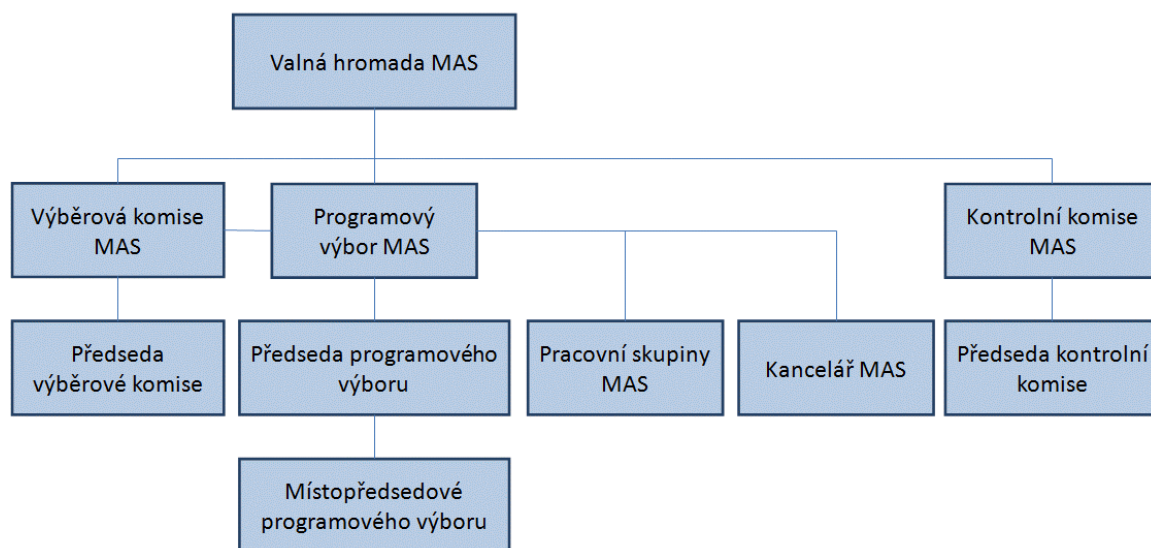 Valná hromada MAS
Výběrová komise
MAS
Programový
výbor MAS
Kontrolní komise
MAS
Předseda
výběrové komise
Předseda programového
výboru
Pracovní skupiny
MAS
Kancelář MAS
Předseda kontrolní
komise
Místopředsedové
programového výboru